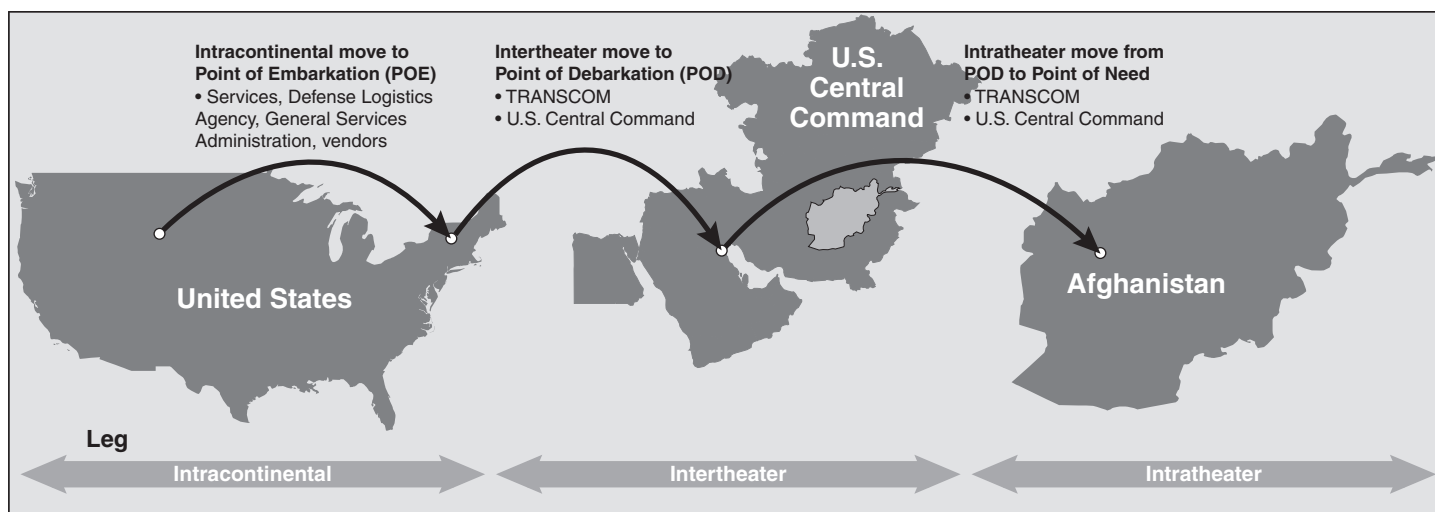 Intracontinental move to
Point of Embarkation (POE)
• Services, Defense Logistics
Agency, General Services
Administration, vendors
Intertheater move to
Point of Debarkation (POD)
• TRANSCOM
• U.S. Central Command
U.S.
Central
Command
Intratheater move from
POD to Point of Need
• TRANSCOM
• U.S. Central Command
United States
Afghanistan
Leg
Intracontinental
Intertheater
Intratheater